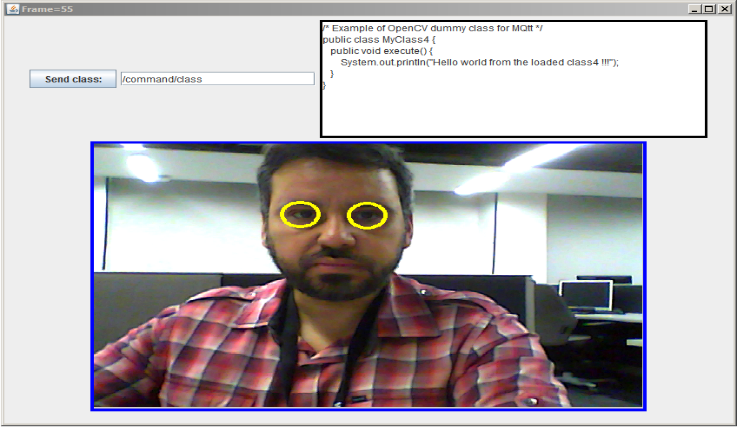 Frame=55
/* Example of OpenCV dummy class for MQtt */
public class MyClass4 {
public void execute() {
System.out.println("Hello world from the loaded class4 !!!");
}
}
Send class:
/command/class